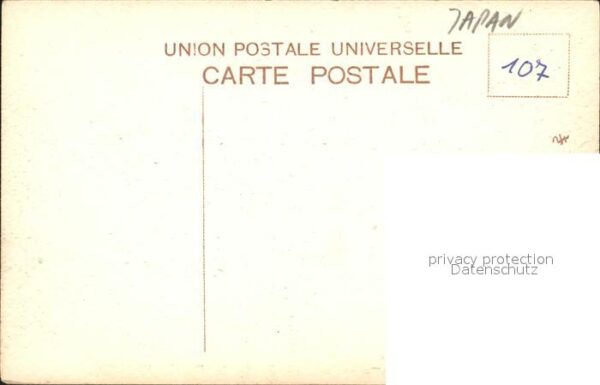 JAPAN
UNION POSTALE UNIVERSELLE
CARTE POSTALE
107
privacy protection
Datenschutz